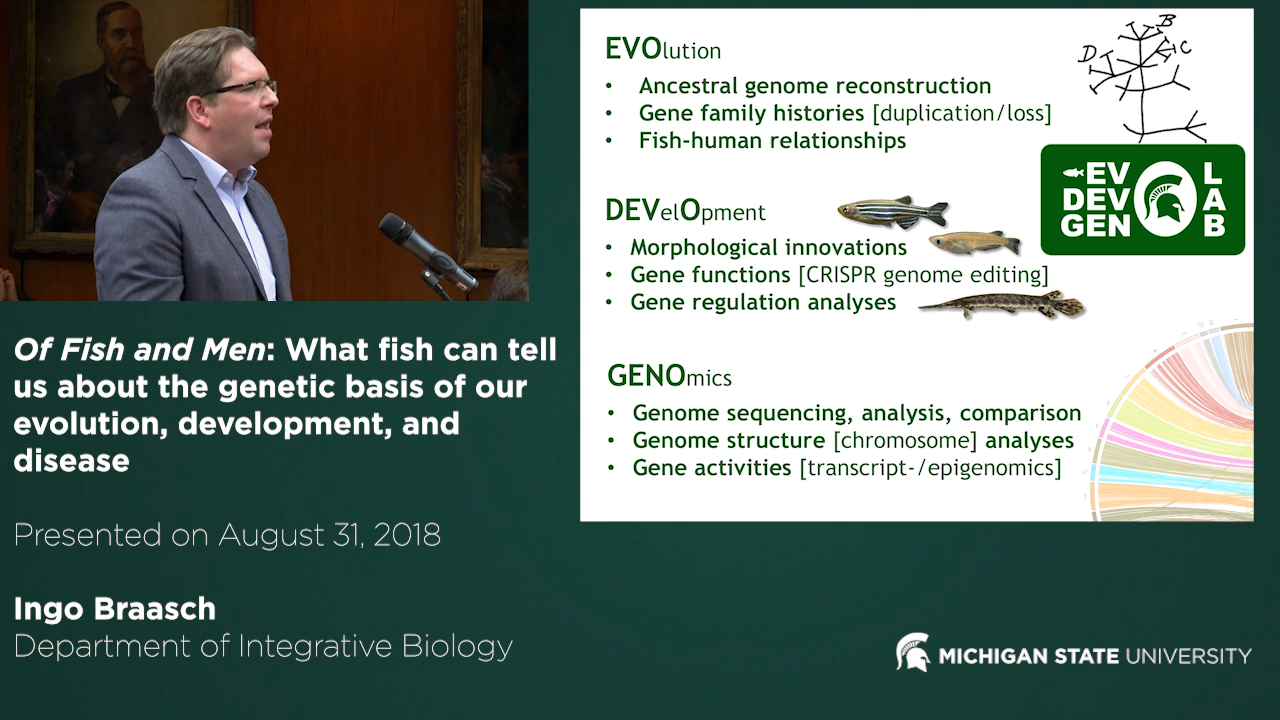 Of Fish and Men: What fish can tell
us about the genetic basis of our
evolution, development, and
disease
Presented on August 31, 2018
Ingo Braasch
Department of Integrative Biology
EVOlution
• Ancestral genome reconstruction
• Gene family histories [duplication/loss]
• Fish-human relationships
B
D
C
EV
DEV
GEN
L
A
B
DEVelOpment
• Morphological innovations
• Gene functions [CRISPR genome editing]
• Gene regulation analyses
GENOmics
• Genome sequencing, analysis, comparison
• Genome structure [chromosome] analyses
• Gene activities [transcript-/epigenomics]
MICHIGAN STATE UNIVERSITY